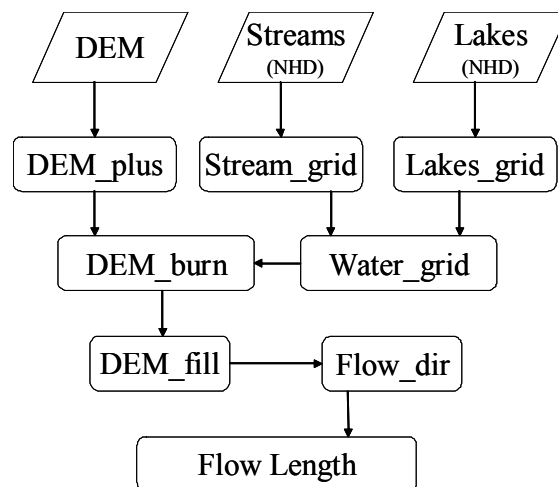 DEM
Streams
(NHD)
Lakes
(NHD)
DEM_plus
Stream_grid
Lakes_grid
DEM_burn
Water_grid
DEM_fill
Flow_dir
Flow Length